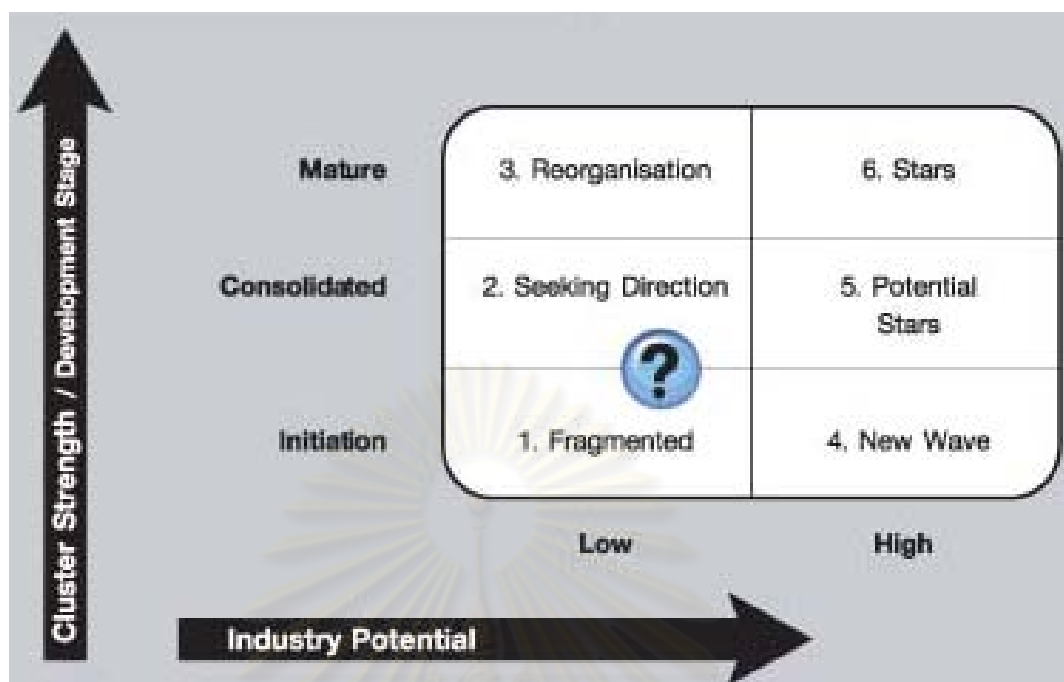 Cluster Strength / Development Stage
Mature
3. Reorganisation
6. Stars
Consolidated
2. Seeking Direction
5. Potential
Stars
?
Initiation
1. Fragmented
4. New Wave
Low
High
Industry Potential